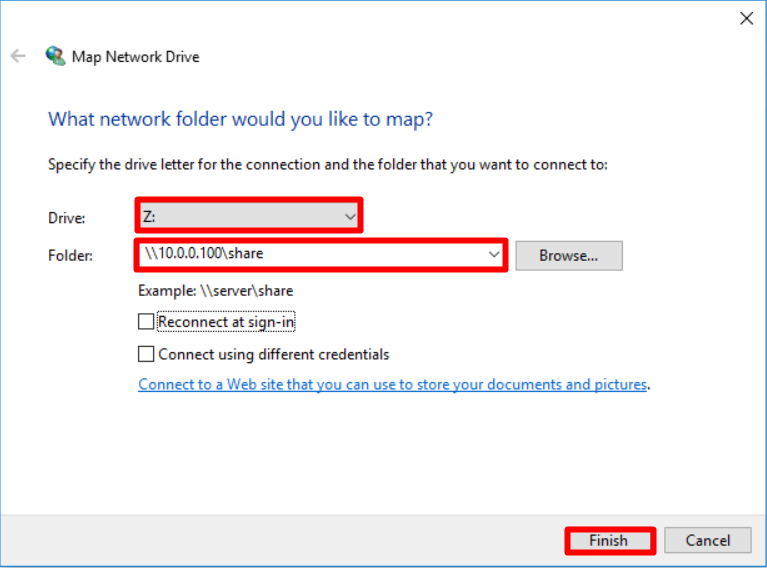 Map Network Drive
What network folder would you like to map?
Specify the drive letter for the connection and the folder that you want to connect to:
Drive: Z:
Folder: \\10.0.0.100\share Browse...
Example: \\server\share
Reconnect at sign-in
Connect using different credentials
Connect to a Web site that you can use to store your documents and pictures.
Finish Cancel